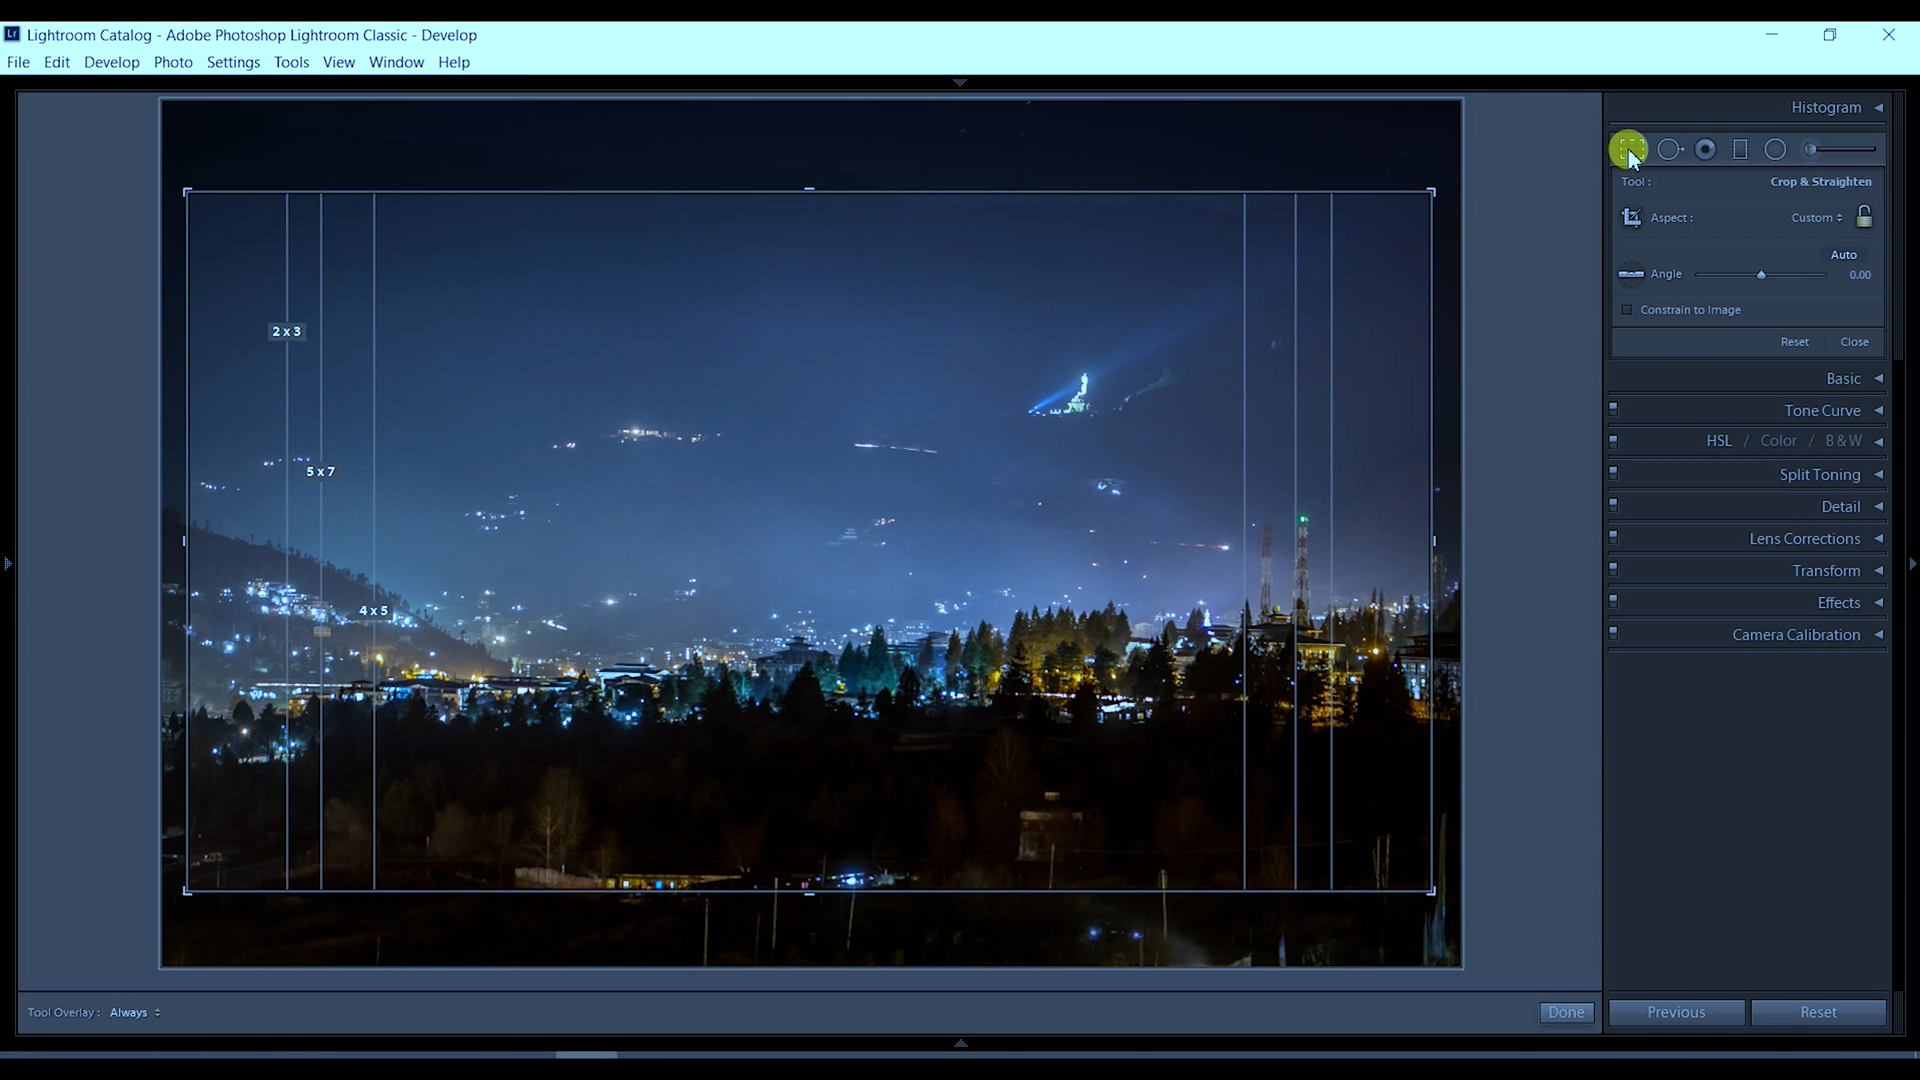 Lr Lightroom Catalog - Adobe Photoshop Lightroom Classic - Develop
File Edit Develop Photo Settings Tools View Window Help
Histogram
Tool : Crop & Straighten
Aspect : Custom
Auto
Angle 0.00
Constrain to Image
Reset Close
Basic
Tone Curve
HSL / Color / B & W
Split Toning
Detail
Lens Corrections
Transform
Effects
Camera Calibration
2 x 3
5 x 7
4 x 5
Tool Overlay : Always
Done
Previous
Reset